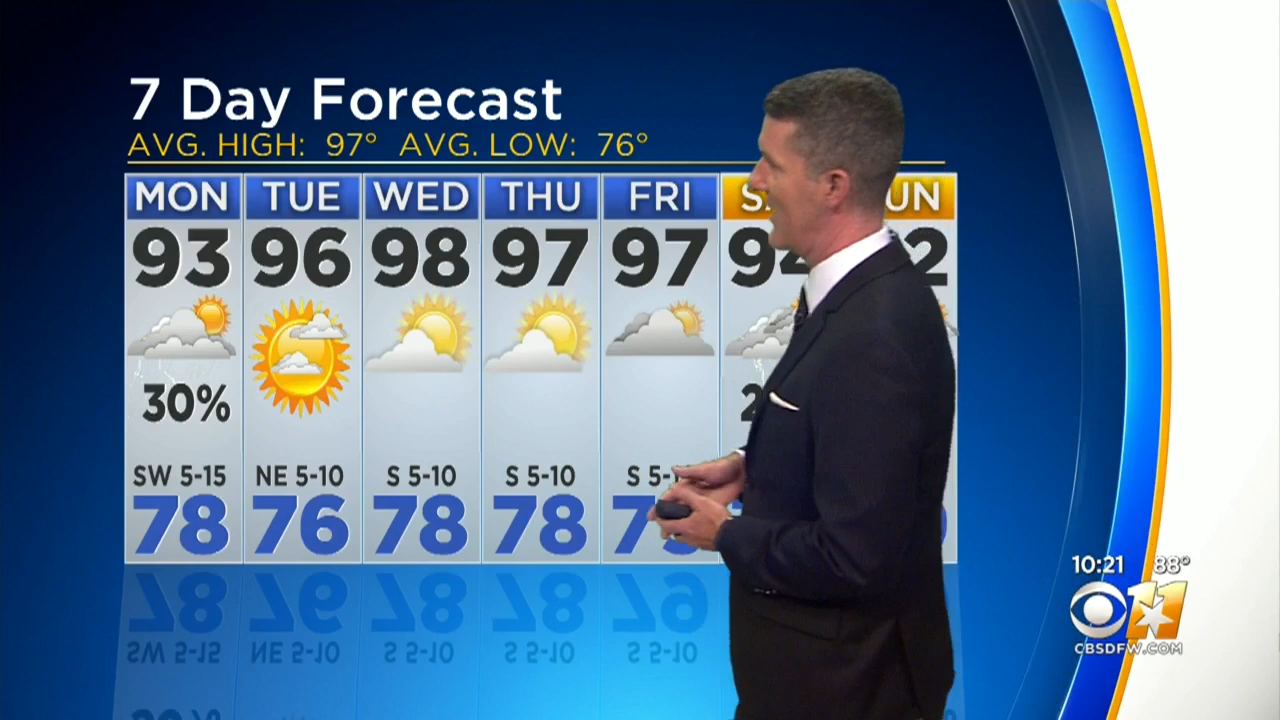 7 Day Forecast
AVG. HIGH: 97° AVG. LOW: 76°
MON TUE WED THU FRI
93 96 98 97 97
30%
SW 5-15 NE 5-10 S 5-10 S 5-10
78 76 78 78
10:21 88°
11
CBSDFW.COM